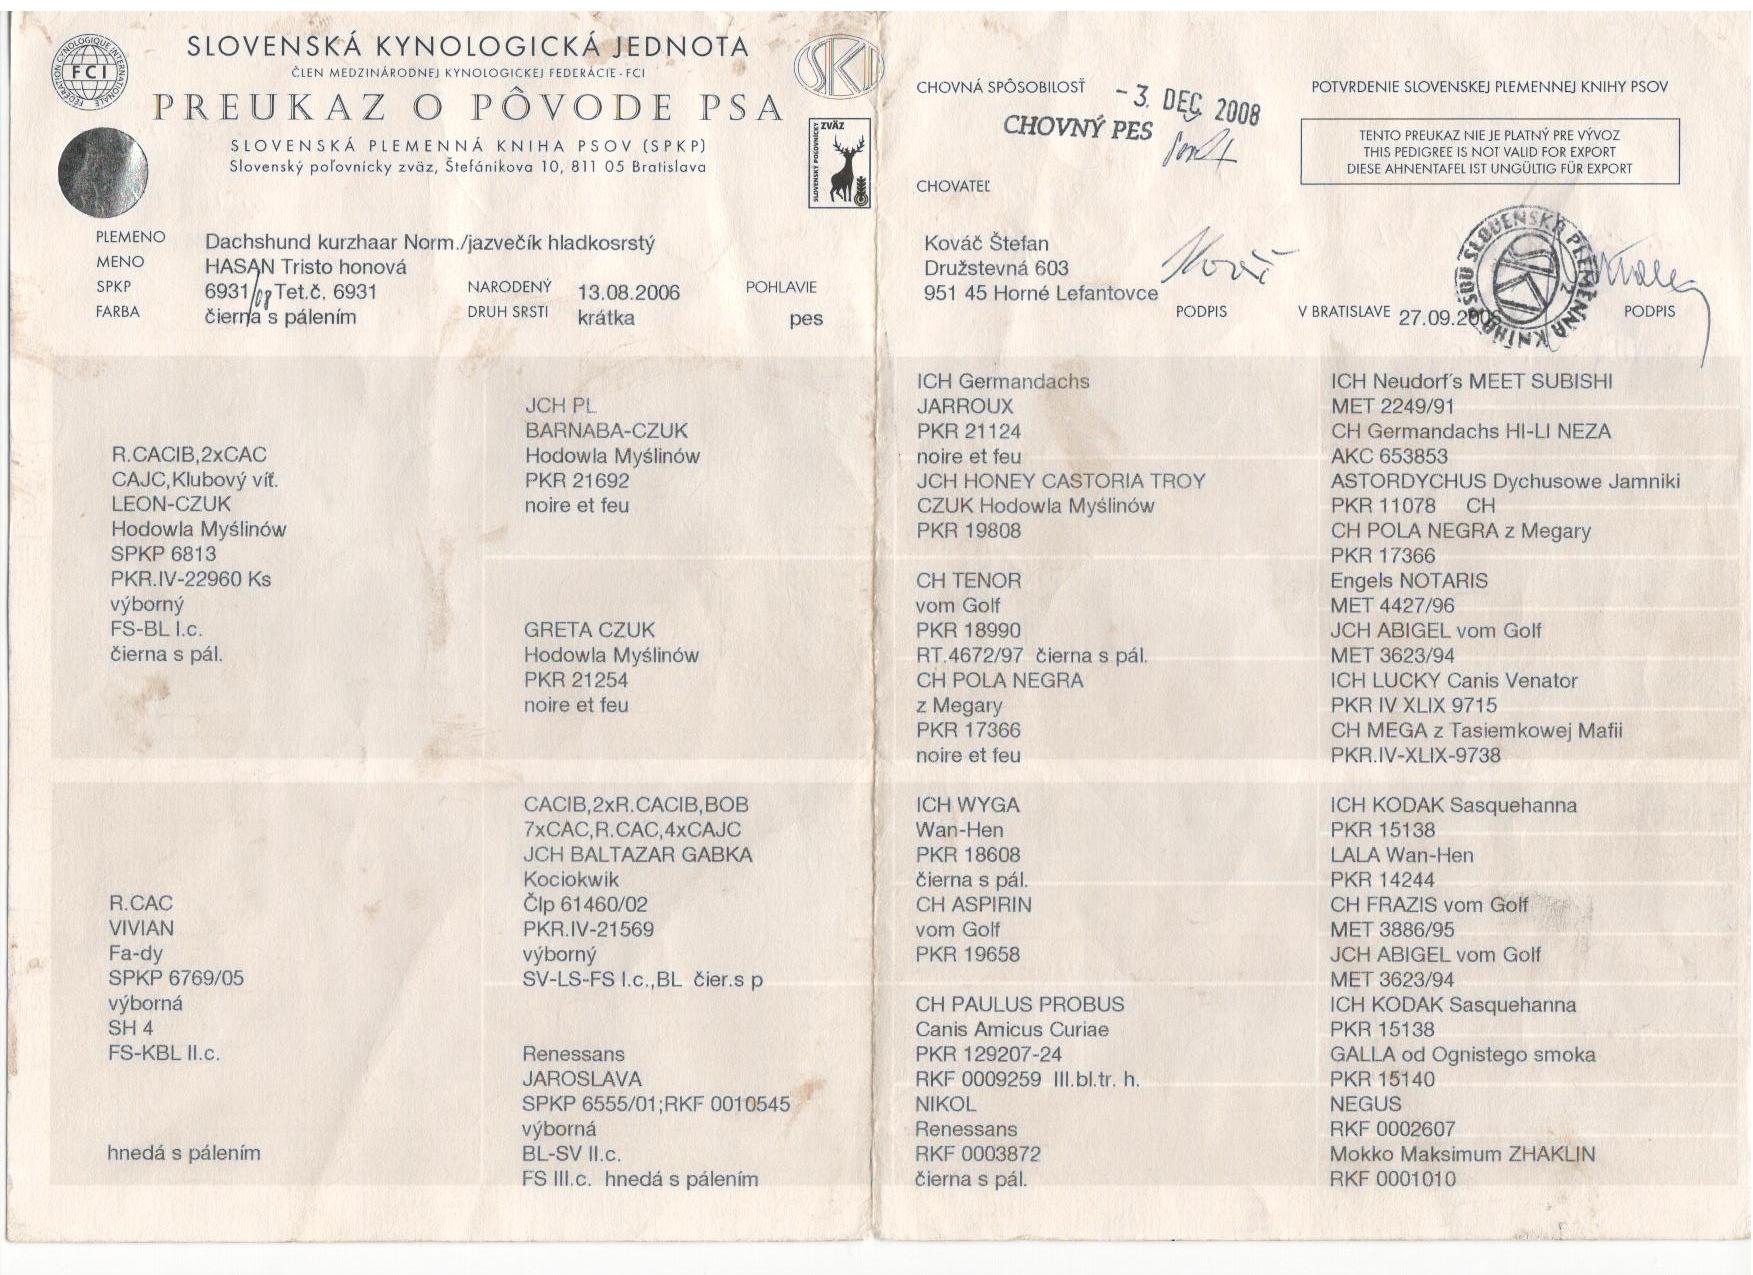 FEDERATION CYNOLOGIQUE INTERNATIONALE
FCI
SLOVENSKÁ KYNOLOGICKÁ JEDNOTA
ČLEN MEDZINÁRODNEJ KYNOLOGICKEJ FEDERÁCIE - FCI
PREUKAZ O PÔVODE PSA
SLOVENSKÁ PLEMENNÁ KNIHA PSOV (SPKP)
Slovenský poľovnícky zväz, Štefánikova 10, 811 05 Bratislava
SKJ
SLOVENSKÝ POĽOVNÍCKY
ZVÄZ
PLEMENO Dachshund kurzhaar Norm./jazvečík hladkosrstý
MENO HASAN Tristo honová
SPKP 6931/08 Tet.č. 6931 NARODENÝ 13.08.2006 POHLAVIE
FARBA čierna s pálením DRUH SRSTI krátka pes
R.CACIB,2xCAC
CAJC,Klubový víť.
LEON-CZUK
Hodowla Myślinów
SPKP 6813
PKR.IV-22960 Ks
výborný
FS-BL I.c.
čierna s pál.
JCH PL
BARNABA-CZUK
Hodowla Myślinów
PKR 21692
noire et feu
GRETA CZUK
Hodowla Myślinów
PKR 21254
noire et feu
R.CAC
VIVIAN
Fa-dy
SPKP 6769/05
výborná
SH 4
FS-KBL II.c.
hnedá s pálením
CACIB,2xR.CACIB,BOB
7xCAC,R.CAC,4xCAJC
JCH BALTAZAR GABKA
Kociokwik
Člp 61460/02
PKR.IV-21569
výborný
SV-LS-FS I.c.,BL čier.s p
Renessans
JAROSLAVA
SPKP 6555/01;RKF 0010545
výborná
BL-SV II.c.
FS III.c. hnedá s pálením
CHOVNÁ SPÔSOBILOSŤ
-3. DEC. 2008
CHOVNÝ PES
CHOVATEĽ
Kováč Štefan
Družstevná 603
951 45 Horné Lefantovce
PODPIS
POTVRDENIE SLOVENSKEJ PLEMENNEJ KNIHY PSOV
TENTO PREUKAZ NIE JE PLATNÝ PRE VÝVOZ
THIS PEDIGREE IS NOT VALID FOR EXPORT
DIESE AHNENTAFEL IST UNGÜLTIG FÜR EXPORT
SLOVENSKÁ PLEMENNÁ KNIHA PSOV
SKJ
2
V BRATISLAVE 27.09.2006 PODPIS
ICH Germandachs
JARROUX
PKR 21124
noire et feu
JCH HONEY CASTORIA TROY
CZUK Hodowla Myślinów
PKR 19808
CH TENOR
vom Golf
PKR 18990
RT.4672/97 čierna s pál.
CH POLA NEGRA
z Megary
PKR 17366
noire et feu
ICH WYGA
Wan-Hen
PKR 18608
čierna s pál.
CH ASPIRIN
vom Golf
PKR 19658
CH PAULUS PROBUS
Canis Amicus Curiae
PKR 129207-24
RKF 0009259 III.bl.tr. h.
NIKOL
Renessans
RKF 0003872
čierna s pál.
ICH Neudorf's MEET SUBISHI
MET 2249/91
CH Germandachs HI-LI NEZA
AKC 653853
ASTORDYCHUS Dychusowe Jamniki
PKR 11078 CH
CH POLA NEGRA z Megary
PKR 17366
Engels NOTARIS
MET 4427/96
JCH ABIGEL vom Golf
MET 3623/94
ICH LUCKY Canis Venator
PKR IV XLIX 9715
CH MEGA z Tasiemkowej Mafii
PKR.IV-XLIX-9738
ICH KODAK Sasquehanna
PKR 15138
LALA Wan-Hen
PKR 14244
CH FRAZIS vom Golf
MET 3886/95
JCH ABIGEL vom Golf
MET 3623/94
ICH KODAK Sasquehanna
PKR 15138
GALLA od Ognistego smoka
PKR 15140
NEGUS
RKF 0002607
Mokko Maksimum ZHAKLIN
RKF 0001010